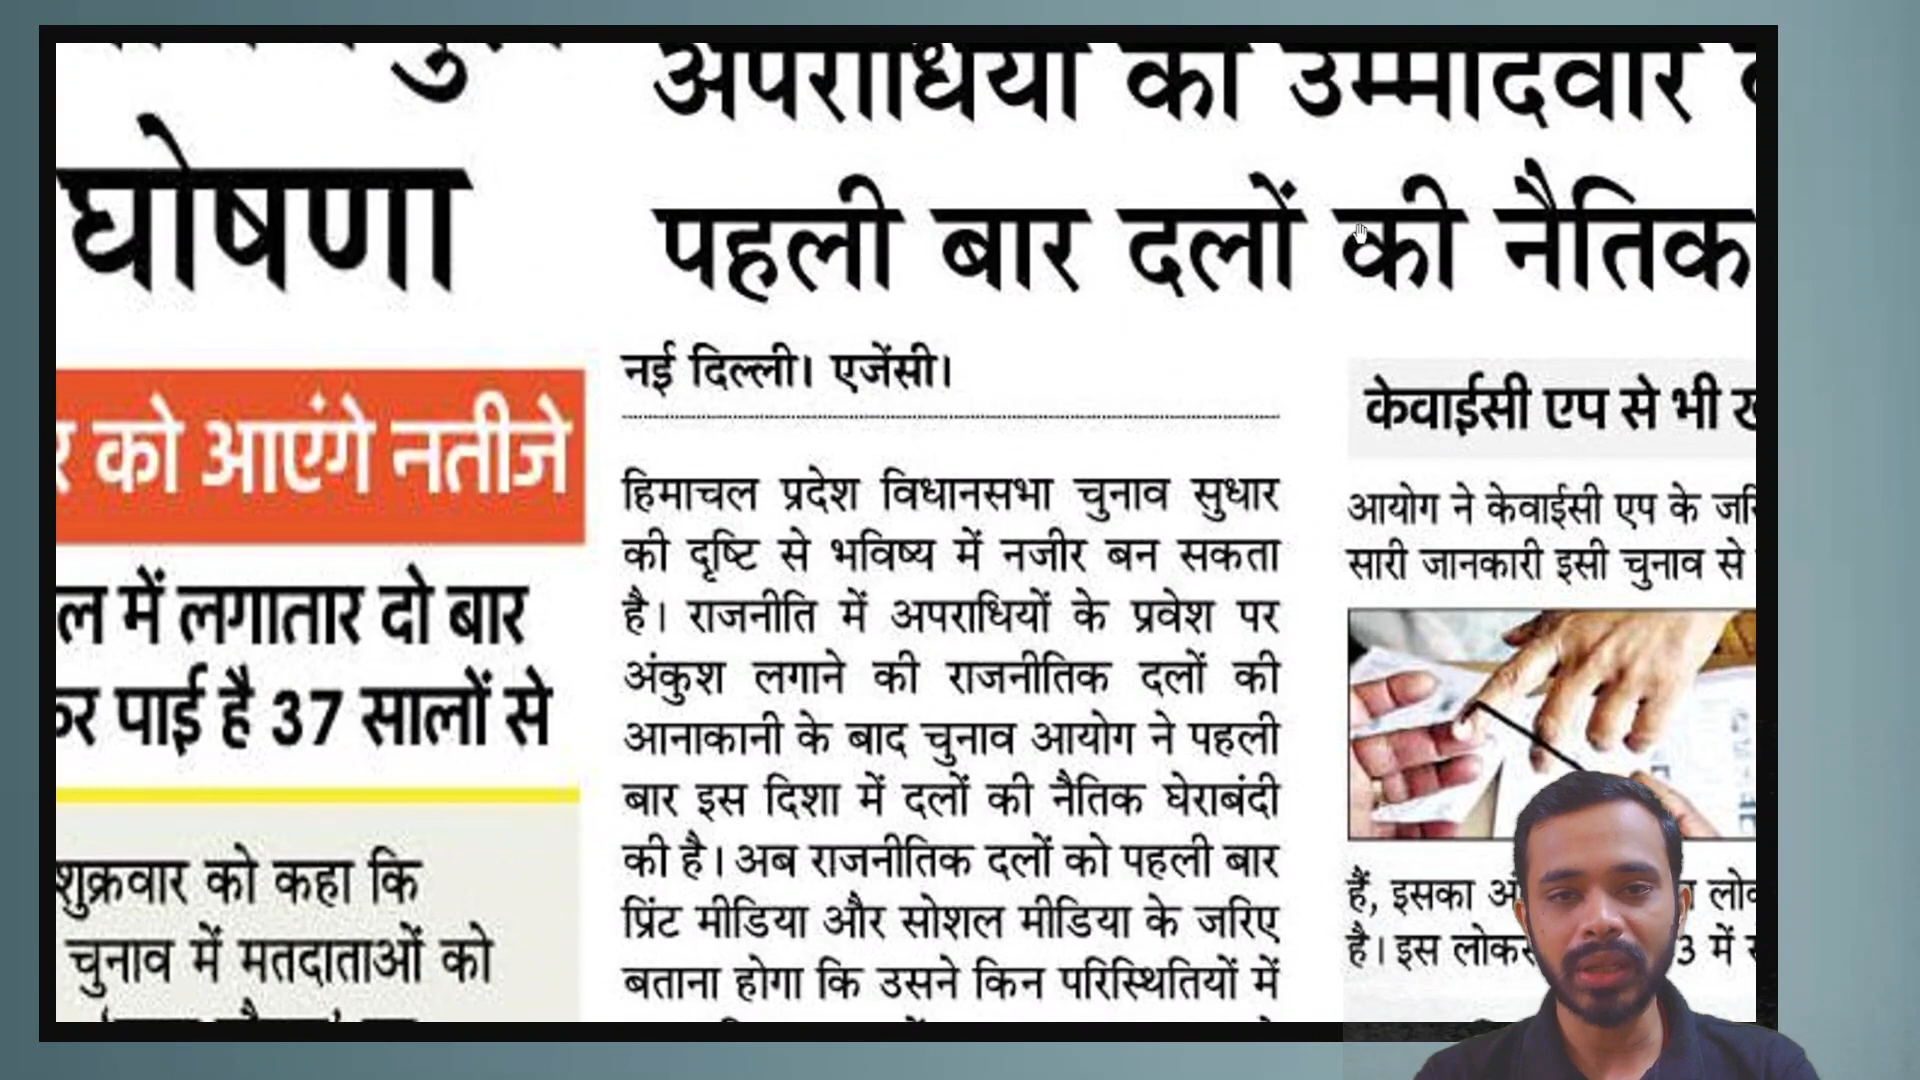 घोषणा
को आएंगे नतीजे
में लगातार दो बार
पाई है 37 सालों से
शुक्रवार को कहा कि
चुनाव में मतदाताओं को
अपराधियों को उम्मीदवार
पहली बार दलों की नैतिक
नई दिल्ली। एजेंसी।
हिमाचल प्रदेश विधानसभा चुनाव सुधार
की दृष्टि से भविष्य में नजीर बन सकता
है। राजनीति में अपराधियों के प्रवेश पर
अंकुश लगाने की राजनीतिक दलों की
आनाकानी के बाद चुनाव आयोग ने पहली
बार इस दिशा में दलों की नैतिक घेराबंदी
की है। अब राजनीतिक दलों को पहली बार
प्रिंट मीडिया और सोशल मीडिया के जरिए
बताना होगा कि उसने किन परिस्थितियों में
केवाईसी एप से भी
आयोग ने केवाईसी एप के
सारी जानकारी इसी चुनाव से
हैं, इसका
है। इस
3 में